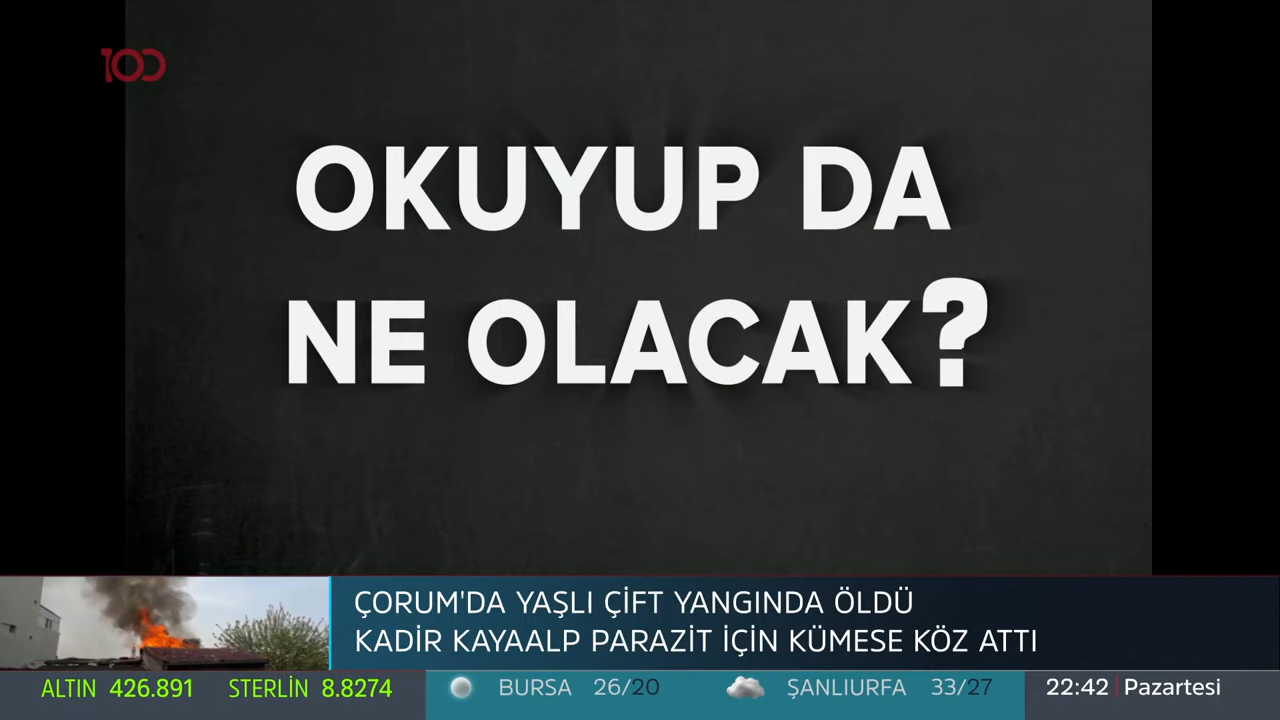 100
OKUYUP DA
NE OLACAK?
ÇORUM'DA YAŞLI ÇİFT YANGINDA ÖLDÜ
KADİR KAYAALP PARAZİT İÇİN KÜMESE KÖZ ATTI
ALTIN 426.891 STERLİN 8.8274 BURSA 26/20 ŞANLIURFA 33/27 22:42 Pazartesi